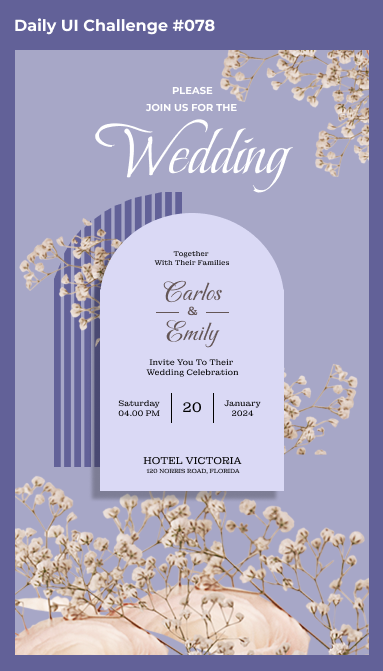 Daily UI Challenge #078
PLEASE
JOIN US FOR THE
Wedding
Together
With Their Families
Carlos
&
Emily
Invite You To Their
Wedding Celebration
Saturday
04.00 PM
20
January
2024
HOTEL VICTORIA
120 NORRIS ROAD, FLORIDA